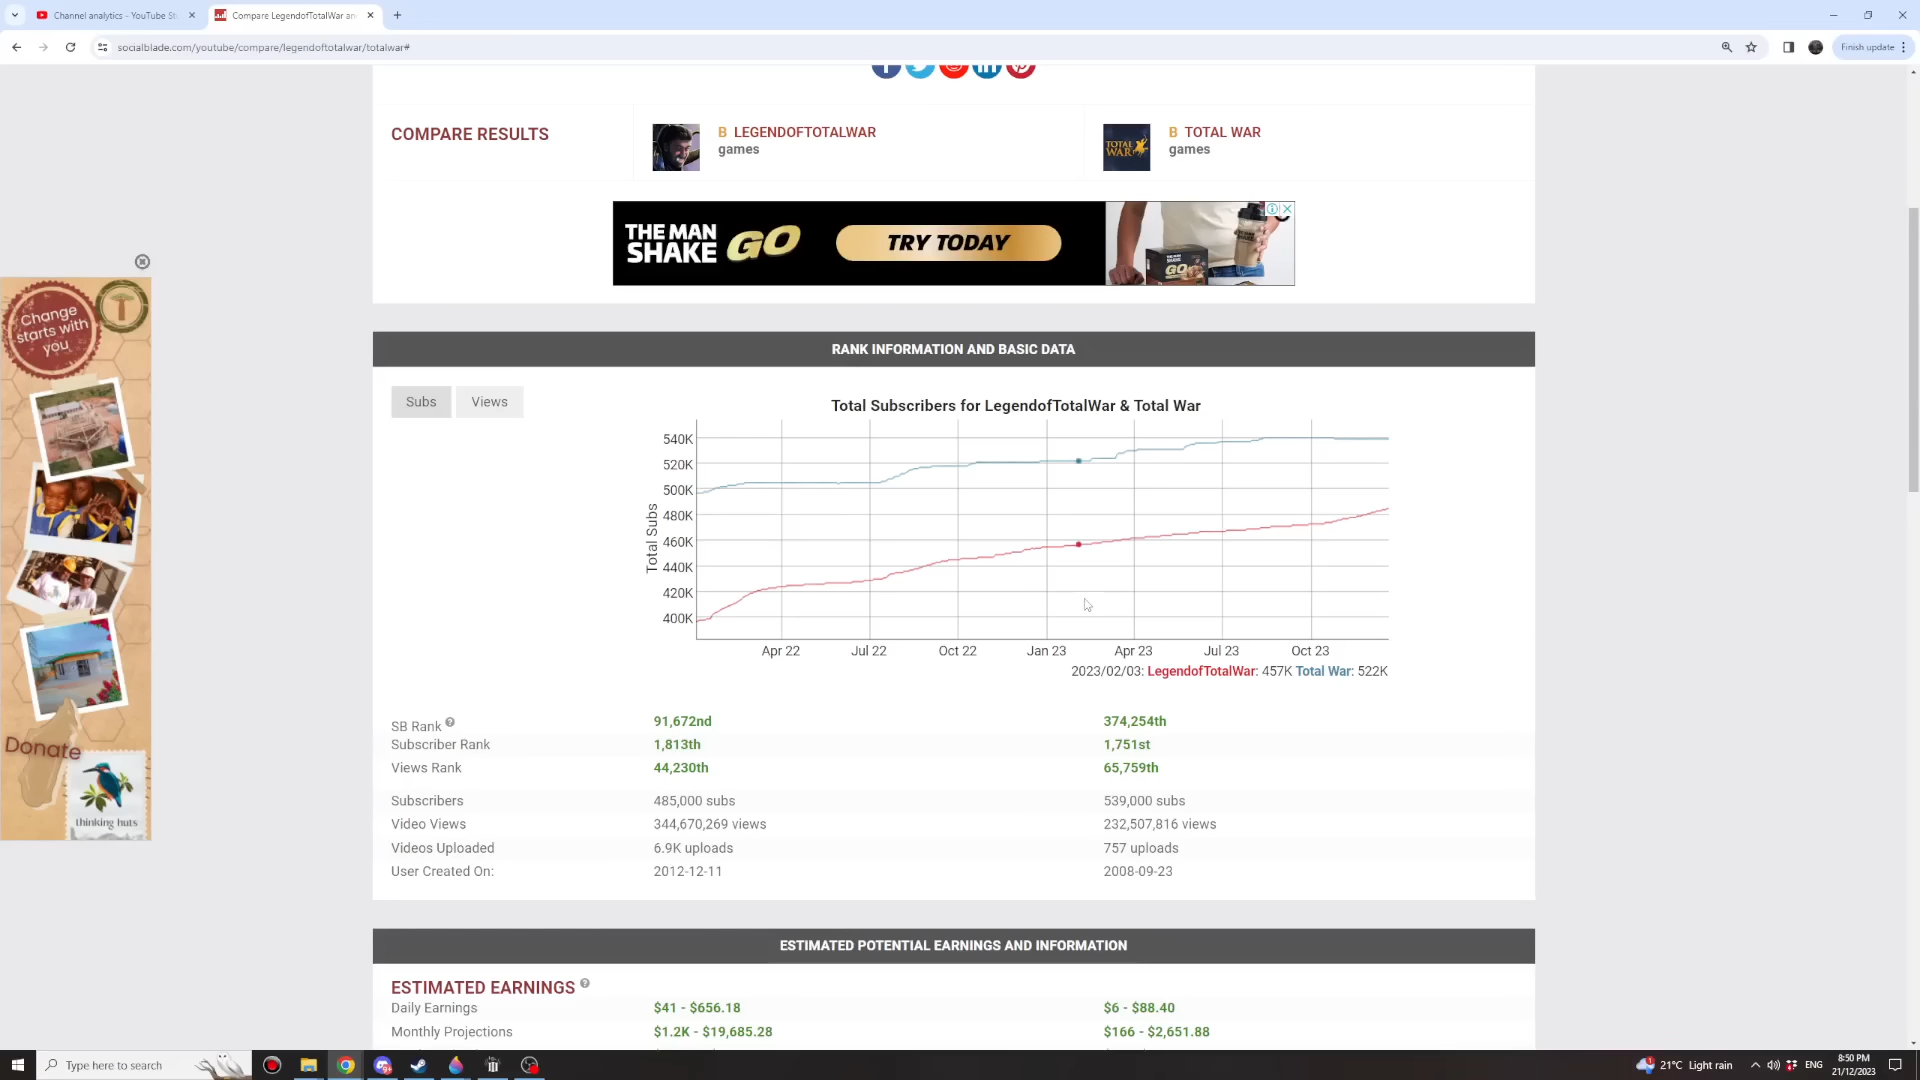 Channel analytics - YouTube St
Compare LegendofTotalWar an
socialblade.com/youtube/compare/legendoftotalwar/totalwar#
Finish update
COMPARE RESULTS
B LEGENDOFTOTALWAR
games
B TOTAL WAR
games
TOTAL
WAR
THE MAN
SHAKE GO
TRY TODAY
THE MAN
SHAKE
GO
Change
starts with
you
Donate
thinking huts
RANK INFORMATION AND BASIC DATA
Subs
Views
Total Subscribers for LegendofTotalWar & Total War
Total Subs
540K
520K
500K
480K
460K
440K
420K
400K
Apr 22 Jul 22 Oct 22 Jan 23 Apr 23 Jul 23 Oct 23
2023/02/03: LegendofTotalWar: 457K Total War: 522K
SB Rank 91,672nd 374,254th
Subscriber Rank 1,813th 1,751st
Views Rank 44,230th 65,759th
Subscribers 485,000 subs 539,000 subs
Video Views 344,670,269 views 232,507,816 views
Videos Uploaded 6.9K uploads 757 uploads
User Created On: 2012-12-11 2008-09-23
ESTIMATED POTENTIAL EARNINGS AND INFORMATION
ESTIMATED EARNINGS
Daily Earnings $41 - $656.18 $6 - $88.40
Monthly Projections $1.2K - $19,685.28 $166 - $2,651.88
Type here to search
21°C Light rain
ENG
8:50 PM
21/12/2023